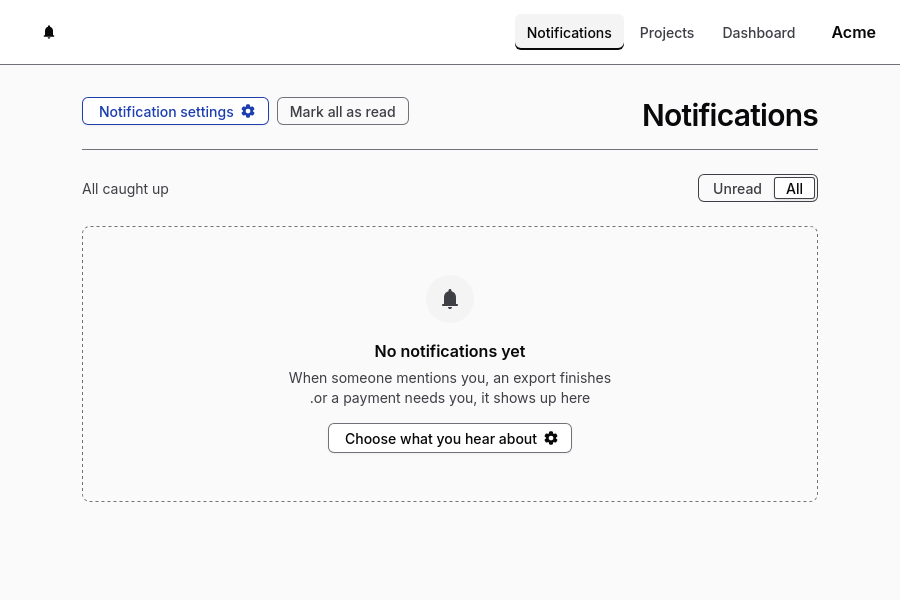 Acme
Dashboard
Projects
Notifications
Notifications
Mark all as read
Notification settings
All
Unread
All caught up
No notifications yet
When someone mentions you, an export finishes
.or a payment needs you, it shows up here
Choose what you hear about